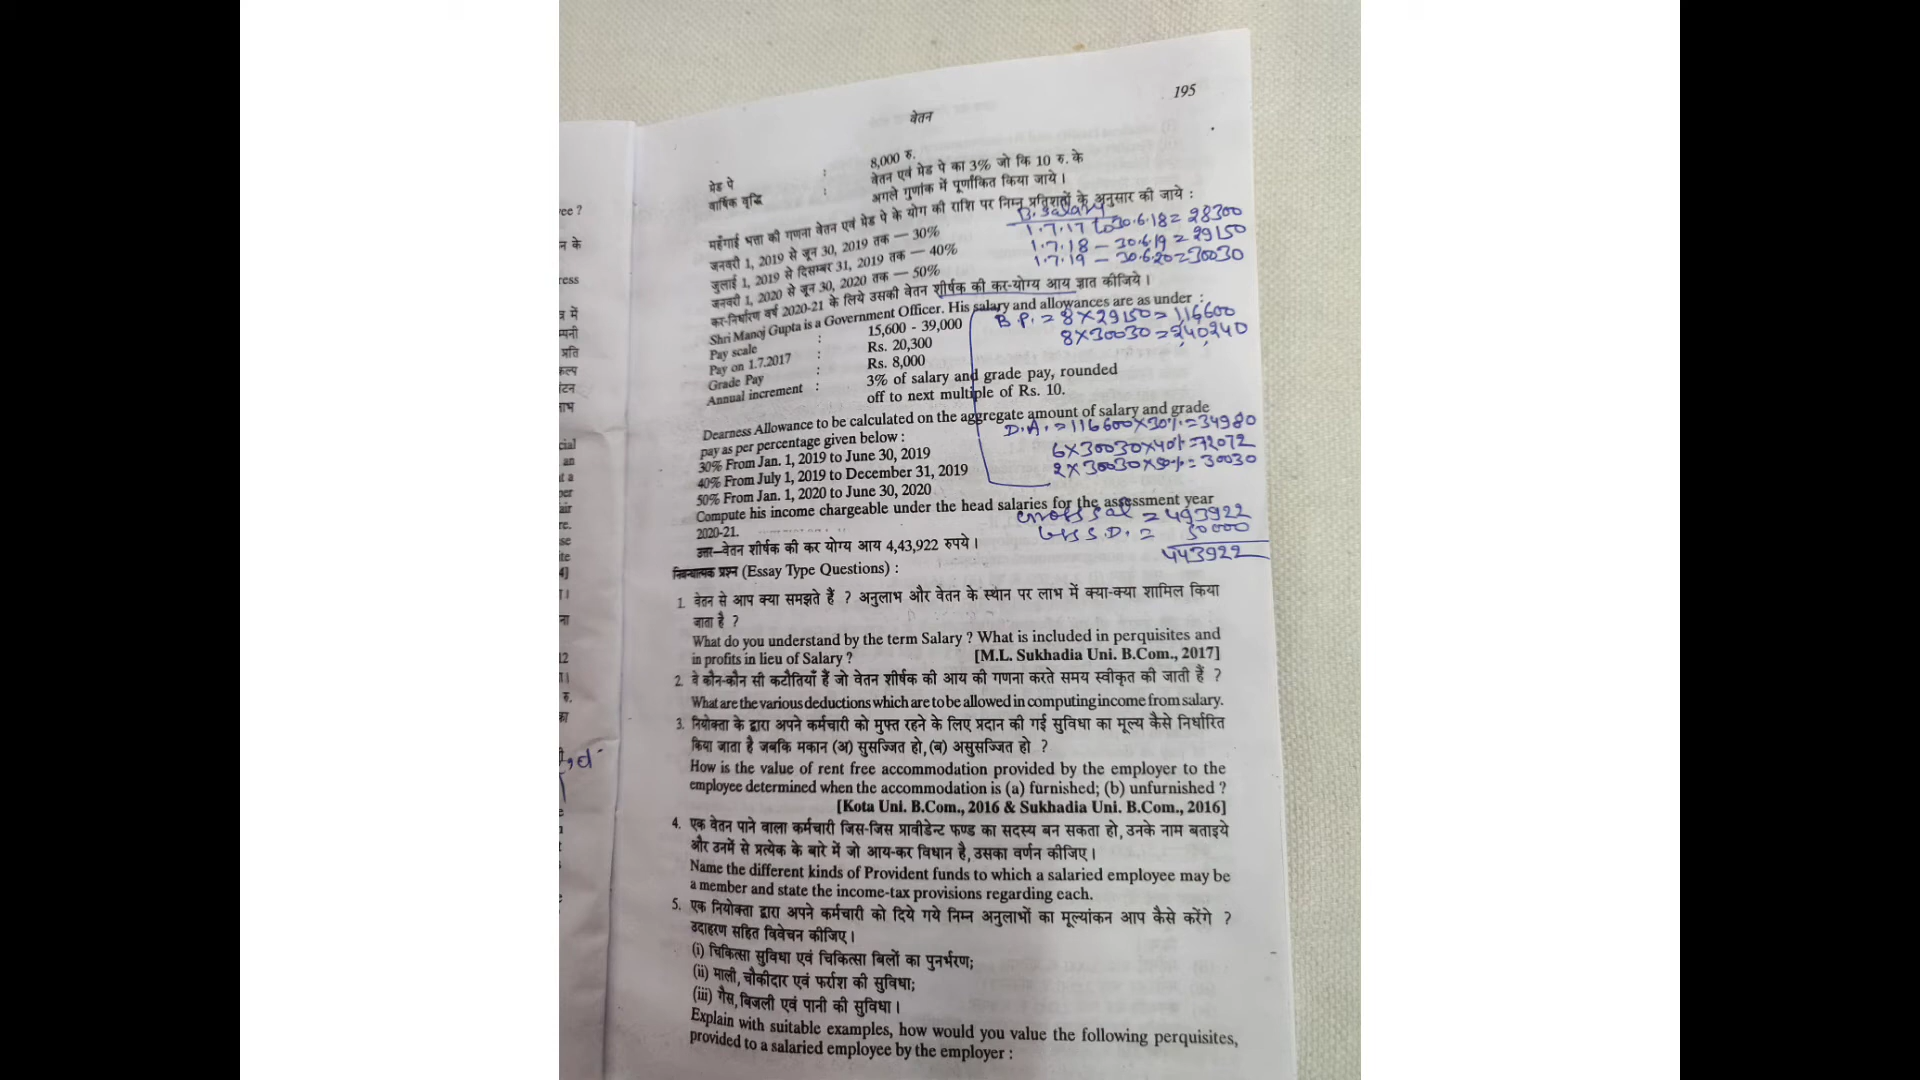 195
वेतन
ग्रेड पे : 8,000 रु.
वार्षिक वृद्धि : वेतन एवं ग्रेड पे का 3% जो कि 10 रु. के
अगले गुणांक में पूर्णांकित किया जाये।
महँगाई भत्ता की गणना वेतन एवं ग्रेड पे के योग की राशि पर निम्न प्रतिशतों के अनुसार की जाये :
B. Salary
जनवरी 1, 2019 से जून 30, 2019 तक — 30%
1.7.17 to 30.6.18 = 28300
जुलाई 1, 2019 से दिसम्बर 31, 2019 तक — 40%
1.7.18 — 30.6.19 = 29150
जनवरी 1, 2020 से जून 30, 2020 तक — 50%
1.7.19 — 30.6.20 = 30030
कर-निर्धारण वर्ष 2020-21 के लिये उसकी वेतन शीर्षक की कर-योग्य आय ज्ञात कीजिये।
Shri Manoj Gupta is a Government Officer. His salary and allowances are as under :
Pay scale : 15,600 - 39,000
B.P. = 8×29150 = 116600
Pay on 1.7.2017 : Rs. 20,300
8×30030 = 240240
Grade Pay : Rs. 8,000
Annual increment : 3% of salary and grade pay, rounded
off to next multiple of Rs. 10.
Dearness Allowance to be calculated on the aggregate amount of salary and grade
pay as per percentage given below :
D.A. = 116600×30% = 34980
30% From Jan. 1, 2019 to June 30, 2019
6×30030×40% = 72072
40% From July 1, 2019 to December 31, 2019
2×30030×50% = 30030
50% From Jan. 1, 2020 to June 30, 2020
Compute his income chargeable under the head salaries for the assessment year
2020-21.
Gross Sal = 493922
Less S.D. = 50000
443922
उत्तर—वेतन शीर्षक की कर योग्य आय 4,43,922 रुपये।
निबन्धात्मक प्रश्न (Essay Type Questions) :
1. वेतन से आप क्या समझते हैं ? अनुलाभ और वेतन के स्थान पर लाभ में क्या-क्या शामिल किया
जाता है ?
What do you understand by the term Salary ? What is included in perquisites and
in profits in lieu of Salary ? [M.L. Sukhadia Uni. B.Com., 2017]
2. वे कौन-कौन सी कटौतियाँ हैं जो वेतन शीर्षक की आय की गणना करते समय स्वीकृत की जाती हैं ?
What are the various deductions which are to be allowed in computing income from salary.
3. नियोक्ता के द्वारा अपने कर्मचारी को मुफ्त रहने के लिए प्रदान की गई सुविधा का मूल्य कैसे निर्धारित
किया जाता है जबकि मकान (अ) सुसज्जित हो, (ब) असुसज्जित हो ?
How is the value of rent free accommodation provided by the employer to the
employee determined when the accommodation is (a) furnished; (b) unfurnished ?
[Kota Uni. B.Com., 2016 & Sukhadia Uni. B.Com., 2016]
4. एक वेतन पाने वाला कर्मचारी जिस-जिस प्रावीडेन्ट फण्ड का सदस्य बन सकता हो, उनके नाम बताइये
और उनमें से प्रत्येक के बारे में जो आय-कर विधान है, उसका वर्णन कीजिए।
Name the different kinds of Provident funds to which a salaried employee may be
a member and state the income-tax provisions regarding each.
5. एक नियोक्ता द्वारा अपने कर्मचारी को दिये गये निम्न अनुलाभों का मूल्यांकन आप कैसे करेंगे ?
उदाहरण सहित विवेचन कीजिए।
(i) चिकित्सा सुविधा एवं चिकित्सा बिलों का पुनर्भरण;
(ii) माली, चौकीदार एवं फर्राश की सुविधा;
(iii) गैस, बिजली एवं पानी की सुविधा।
Explain with suitable examples, how would you value the following perquisites,
provided to a salaried employee by the employer :